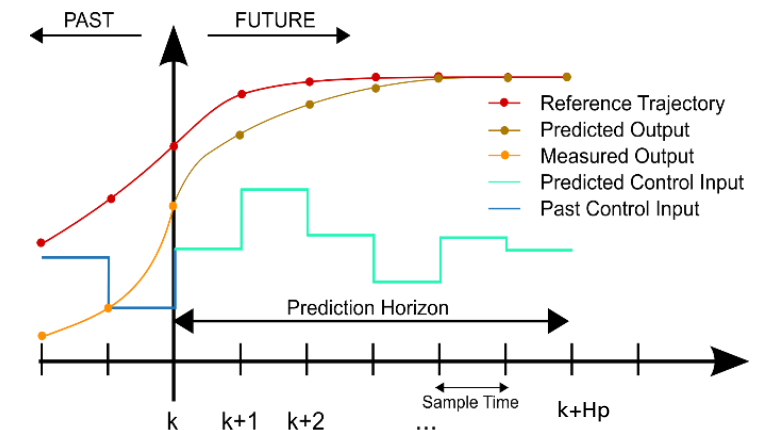 PAST
FUTURE
Reference Trajectory
Predicted Output
Measured Output
Predicted Control Input
Past Control Input
Prediction Horizon
Sample Time
k
k+1
k+2
...
k+Hp